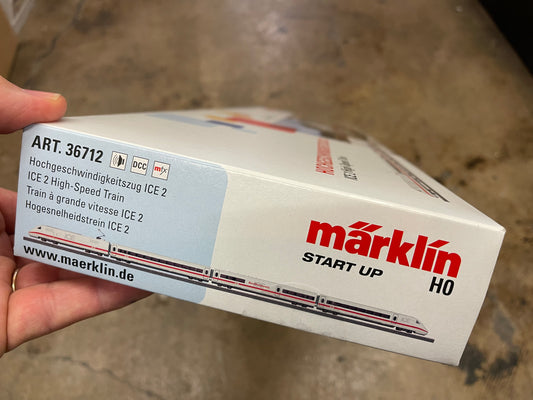 ART. 36712
DCC
mfx
Hochgeschwindigkeitszug ICE 2
ICE 2 High-Speed Train
Train à grande vitesse ICE 2
Hogesnelheidstrein ICE 2
www.maerklin.de
märklin
START UP
H0